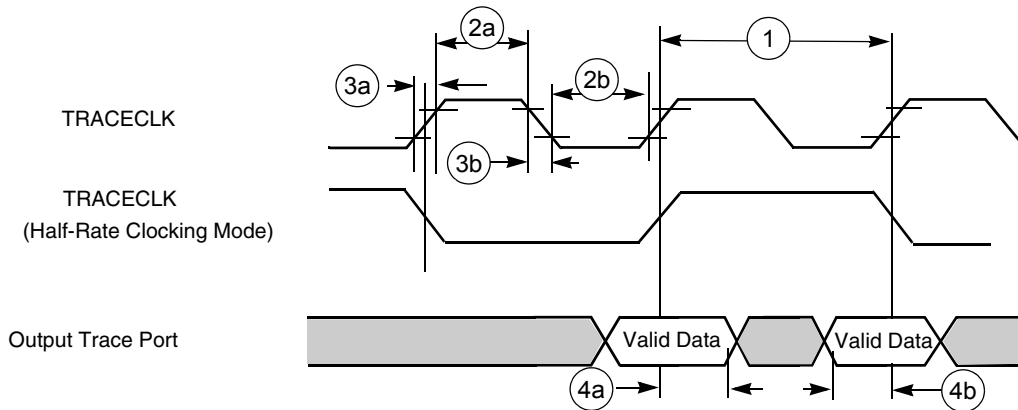 2a
1
3a
2b
TRACECLK
3b
TRACECLK
(Half-Rate Clocking Mode)
Output Trace Port
Valid Data
Valid Data
4a
4b